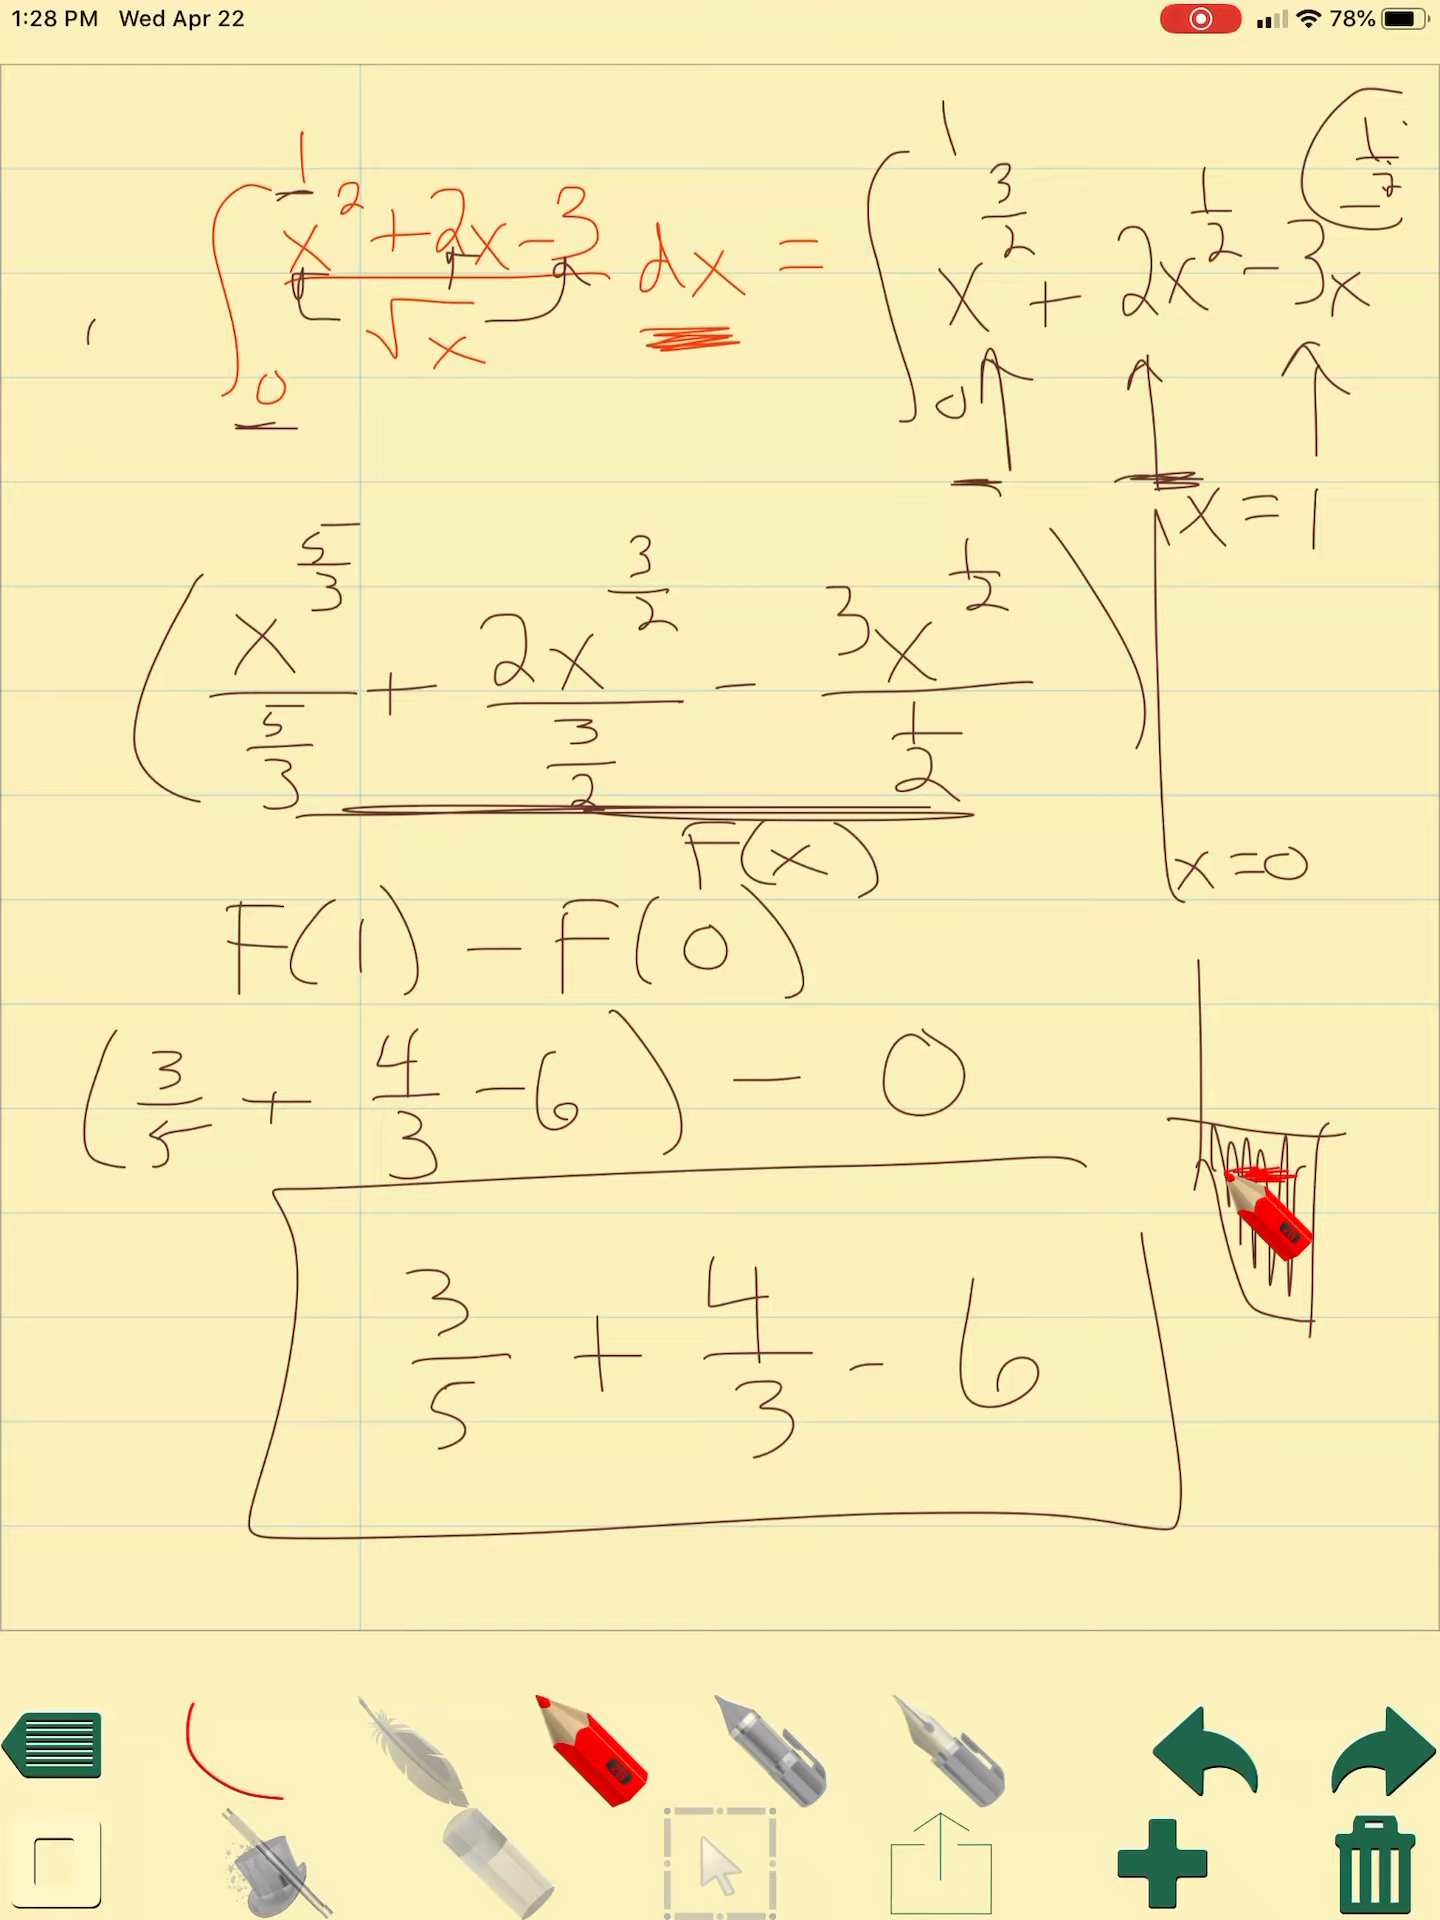 1:28 PM Wed Apr 22 78%
∫₀¹ (x² + 2x − 3)/√x dx = ∫₀¹ x^(3/2) + 2x^(1/2) − 3x^(−1/2)
( x^(5/3)/(5/3) + 2x^(3/2)/(3/2) − 3x^(1/2)/(1/2) ) | x = 1
x = 0
F(x)
F(1) − F(0)
(3/5 + 4/3 − 6) − 0
3/5 + 4/3 − 6